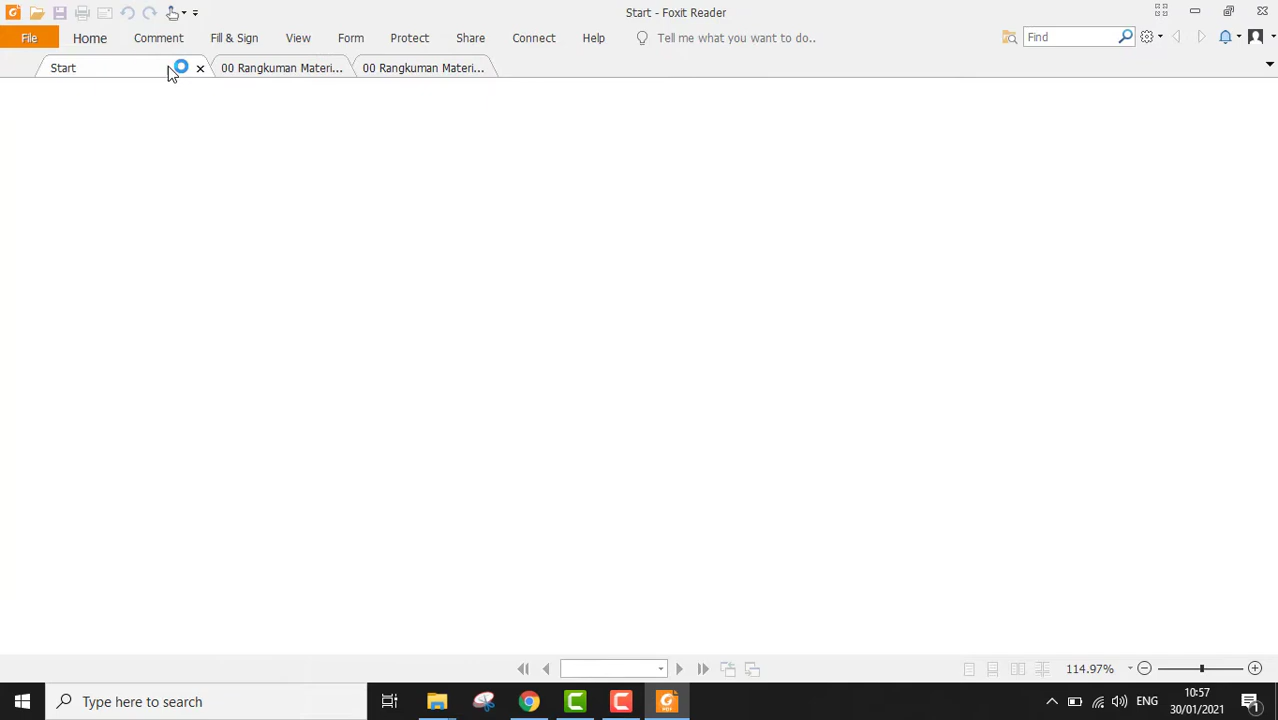 Start - Foxit Reader
File Home Comment Fill & Sign View Form Protect Share Connect Help Tell me what you want to do.. Find
Start 00 Rangkuman Materi... 00 Rangkuman Materi...
114.97%
Type here to search
ENG
10:57
30/01/2021
1
PDF